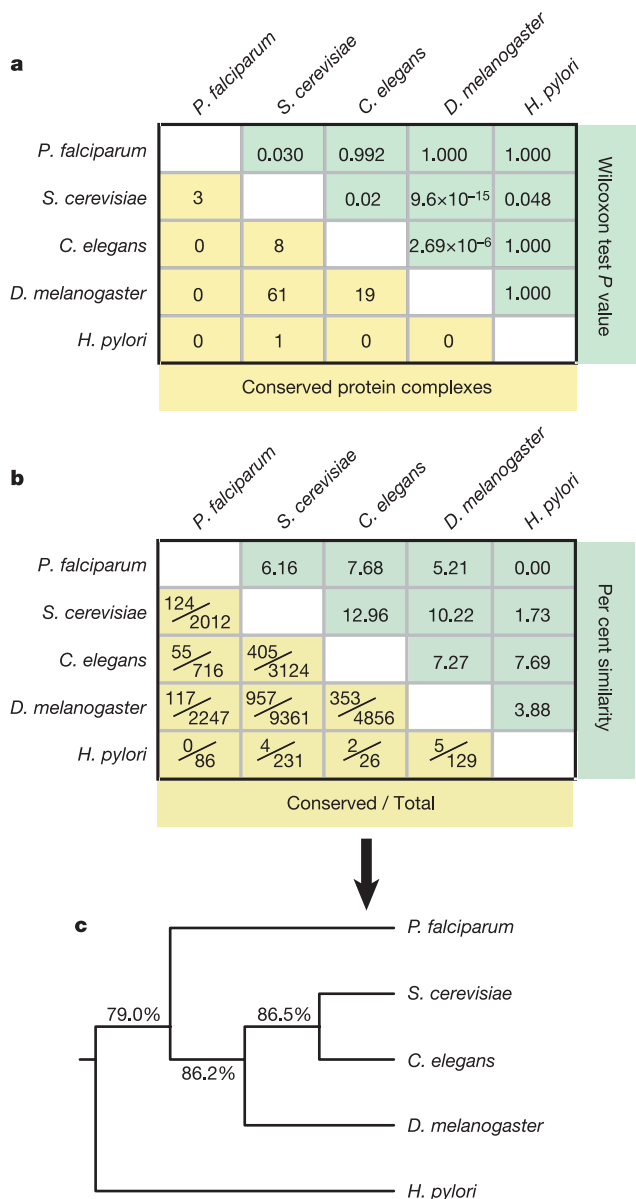 a
P. falciparum S. cerevisiae C. elegans D. melanogaster H. pylori
P. falciparum 0.030 0.992 1.000 1.000
S. cerevisiae 3 0.02 9.6×10–15 0.048
C. elegans 0 8 2.69×10–6 1.000
D. melanogaster 0 61 19 1.000
H. pylori 0 1 0 0
Wilcoxon test P value
Conserved protein complexes
b
P. falciparum S. cerevisiae C. elegans D. melanogaster H. pylori
P. falciparum 6.16 7.68 5.21 0.00
S. cerevisiae 124/2012 12.96 10.22 1.73
C. elegans 55/716 405/3124 7.27 7.69
D. melanogaster 117/2247 957/9361 353/4856 3.88
H. pylori 0/86 4/231 2/26 5/129
Per cent similarity
Conserved / Total
c
P. falciparum
S. cerevisiae
79.0% 86.5%
C. elegans
86.2%
D. melanogaster
H. pylori